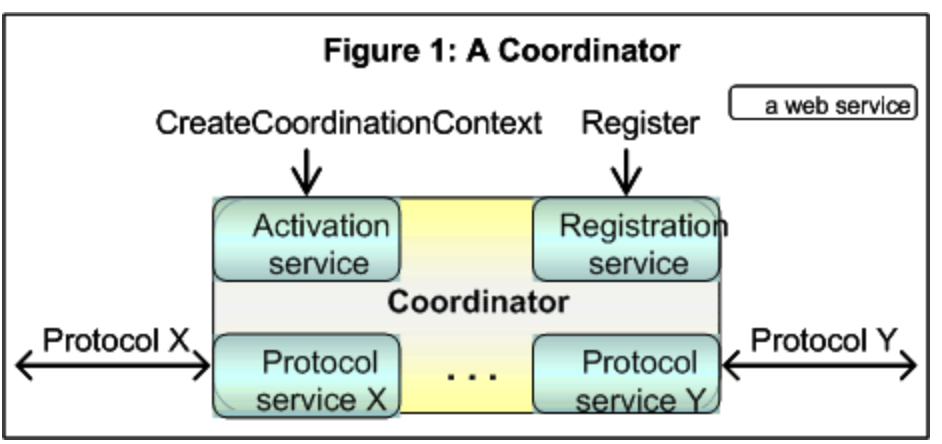 Figure 1: A Coordinator
a web service
CreateCoordinationContext Register
Activation service
Registration service
Coordinator
Protocol X
Protocol service X
. . .
Protocol service Y
Protocol Y